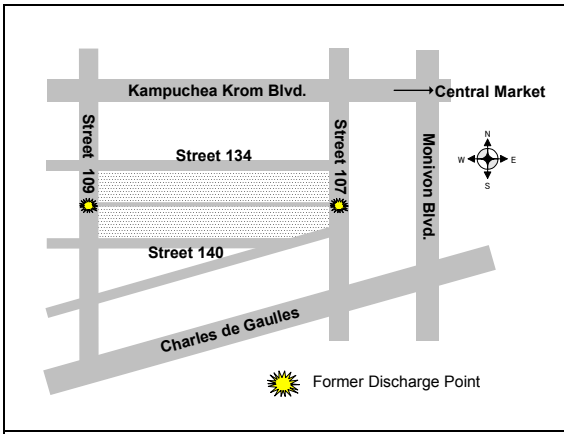 Kampuchea Krom Blvd.
Central Market
Street 109
Street 134
Street 107
Monivon Blvd.
N
W
E
S
Street 140
Charles de Gaulles
Former Discharge Point